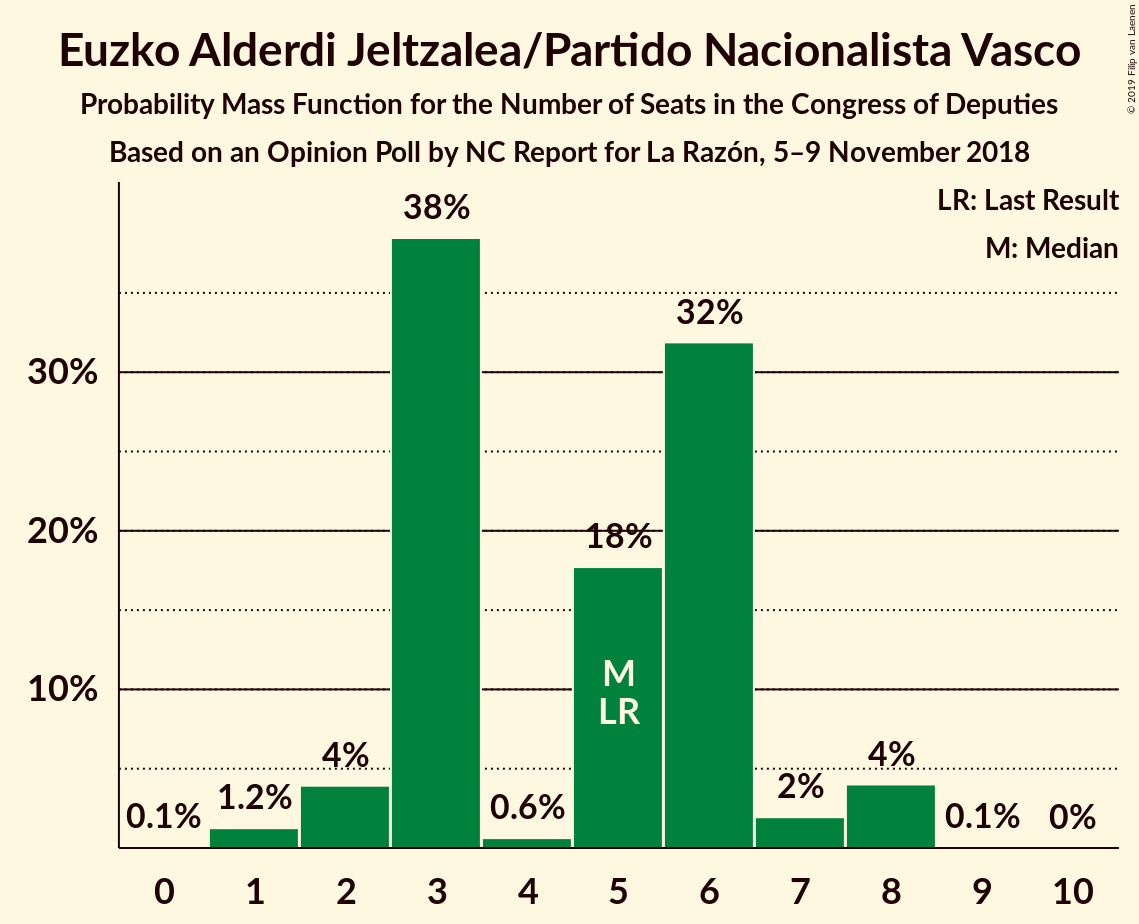 Euzko Alderdi Jeltzalea/Partido Nacionalista Vasco
Probability Mass Function for the Number of Seats in the Congress of Deputies
Based on an Opinion Poll by NC Report for La Razón, 5–9 November 2018
© 2019 Filip van Laenen
LR: Last Result
M: Median
38%
32%
30%
20%
18%
10%
M
LR
4%
4%
2%
1.2%
0.6%
0.1%
0.1%
0%
0 1 2 3 4 5 6 7 8 9 10